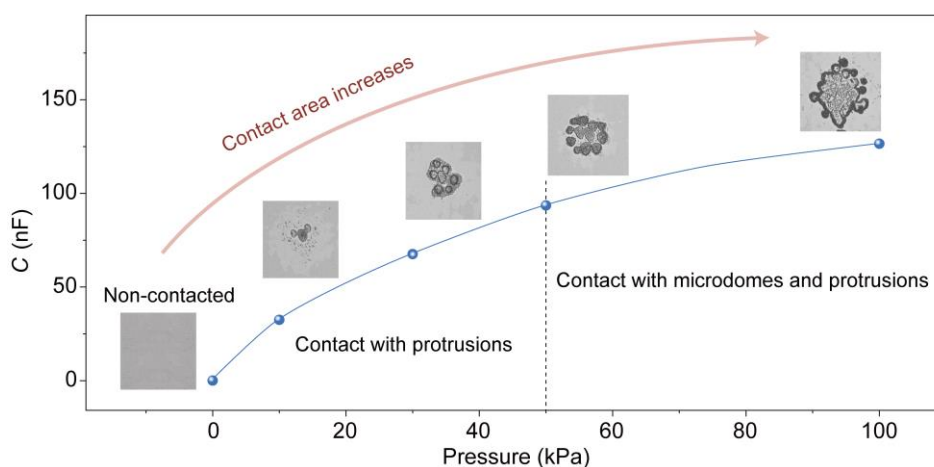 Contact area increases
Non-contacted
Contact with protrusions
Contact with microdomes and protrusions
C (nF)
150
100
50
0
0
20
40
60
80
100
Pressure (kPa)